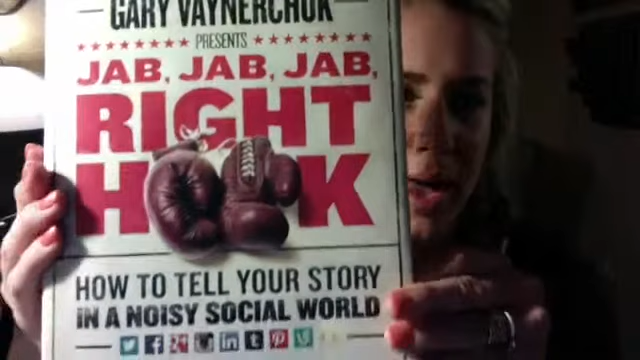 GARY VAYNERCHUK
PRESENTS
JAB, JAB, JAB,
RIGHT
HOOK
HOW TO TELL YOUR STORY
IN A NOISY SOCIAL WORLD